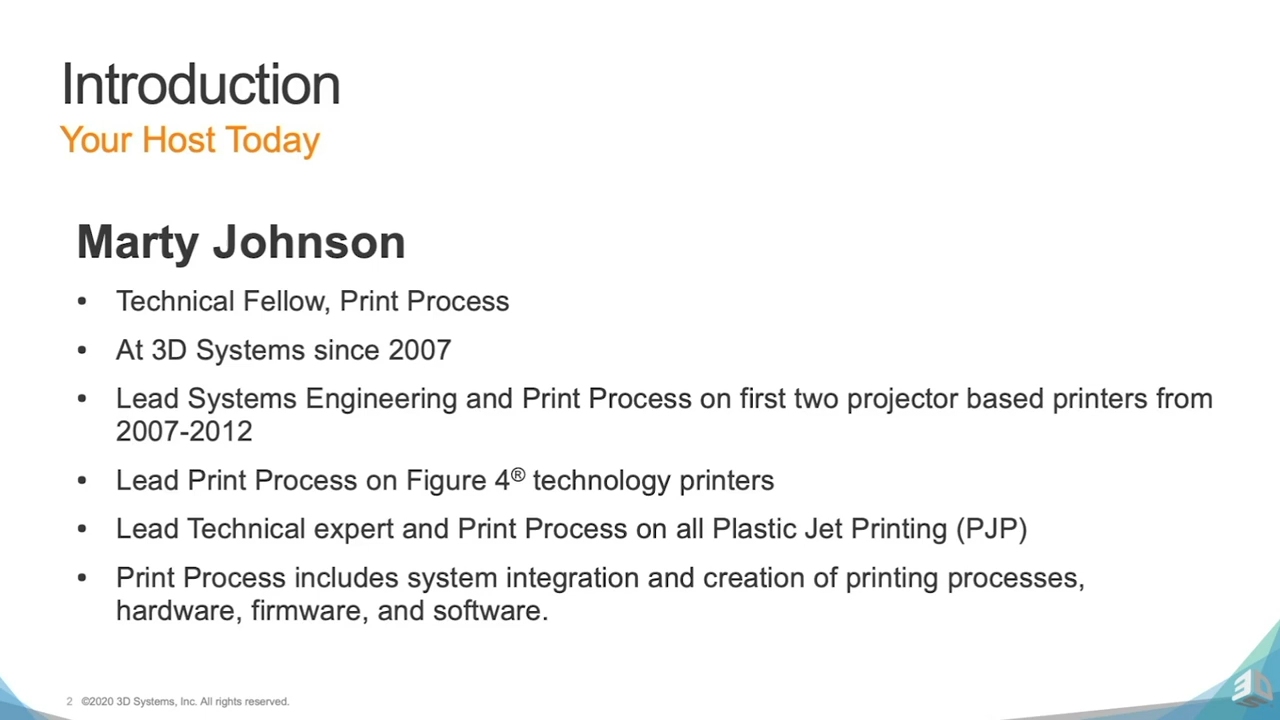 Introduction
Your Host Today
Marty Johnson
• Technical Fellow, Print Process
• At 3D Systems since 2007
• Lead Systems Engineering and Print Process on first two projector based printers from
2007-2012
• Lead Print Process on Figure 4® technology printers
• Lead Technical expert and Print Process on all Plastic Jet Printing (PJP)
• Print Process includes system integration and creation of printing processes,
hardware, firmware, and software.
2 ©2020 3D Systems, Inc. All rights reserved.
3D